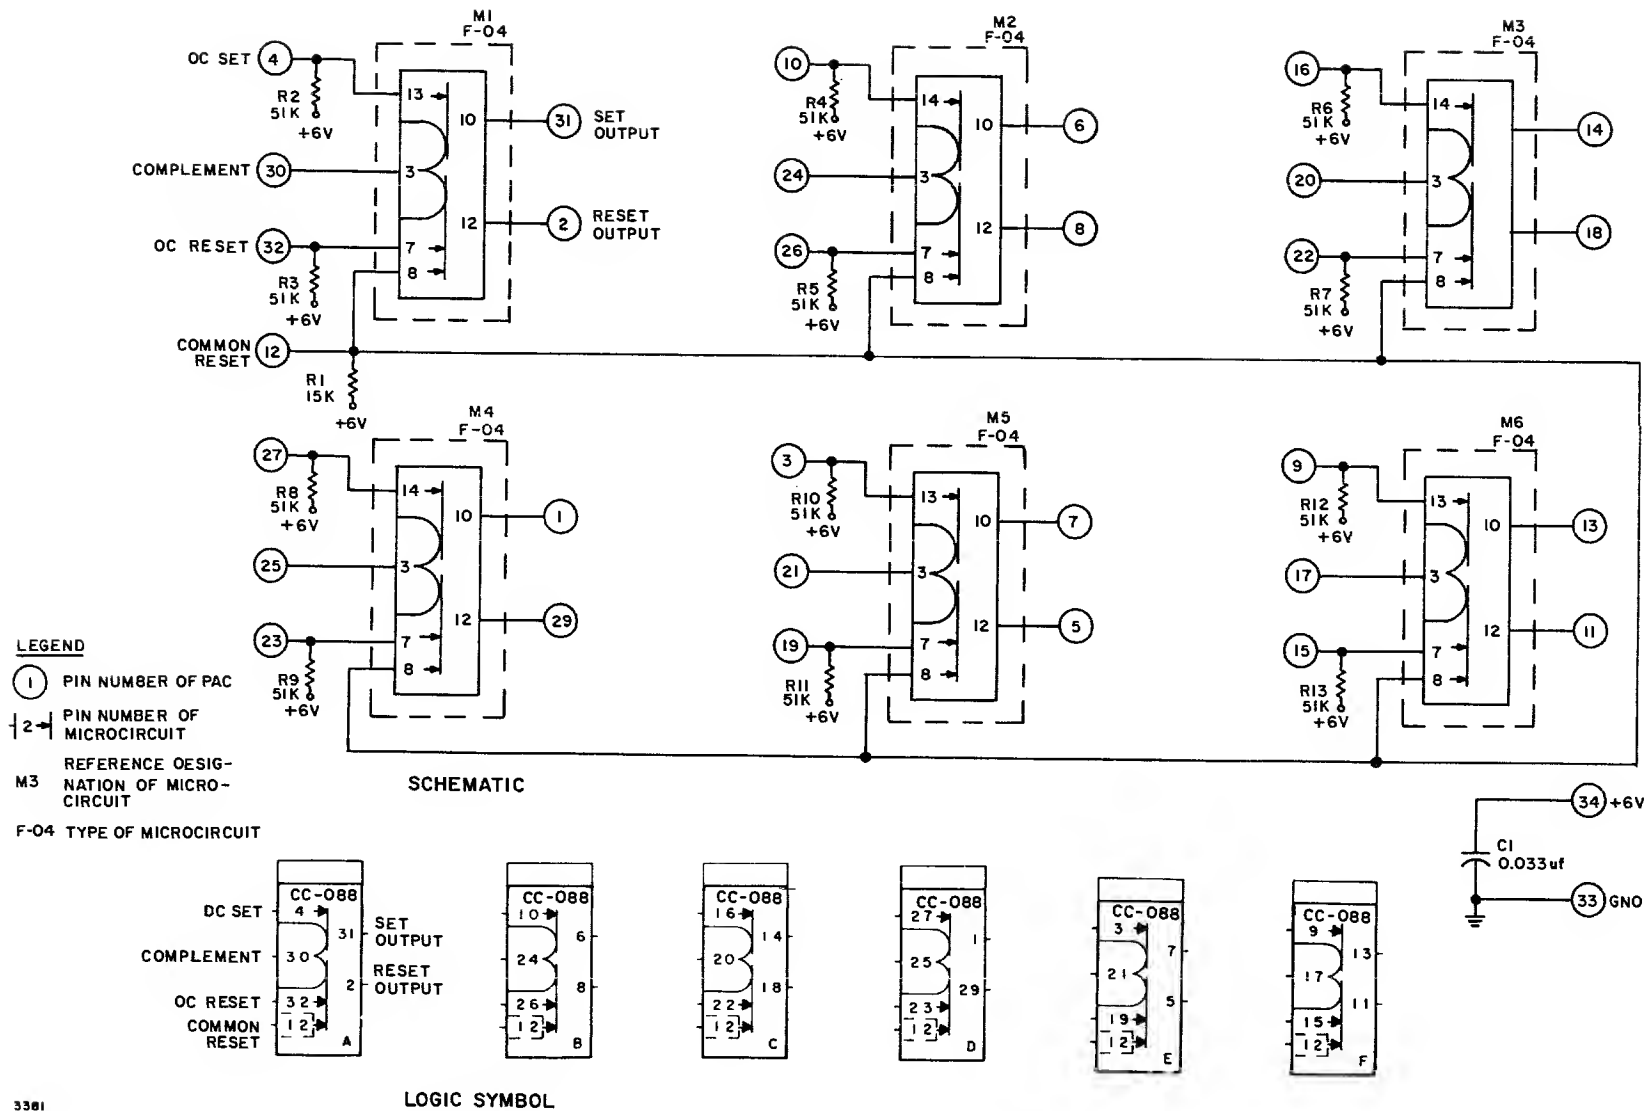 M1
F-04
OC SET 4
R2
51K
+6V
13
10
31 SET
OUTPUT
COMPLEMENT 30
3
12
2 RESET
OUTPUT
OC RESET 32
7
8
R3
51K
+6V
COMMON
RESET 12
R1
15K
+6V
M2
F-04
10
R4
51K
+6V
14
10
6
24
3
12
8
26
7
8
R5
51K
+6V
M3
F-04
16
R6
51K
+6V
14
14
20
3
18
22
7
8
R7
51K
+6V
M4
F-04
27
R8
51K
+6V
14
10
1
25
3
12
29
23
7
8
R9
51K
+6V
M5
F-04
3
R10
51K
+6V
13
10
7
21
3
12
5
19
7
8
R11
51K
+6V
M6
F-04
9
R12
51K
+6V
13
10
13
17
3
12
11
15
7
8
R13
51K
+6V
LEGEND
1 PIN NUMBER OF PAC
2 PIN NUMBER OF
MICROCIRCUIT
M3 REFERENCE OESIG-
NATION OF MICRO-
CIRCUIT
F-04 TYPE OF MICROCIRCUIT
SCHEMATIC
34 +6V
C1
0.033uf
33 GNO
CC-088
DC SET 4
31 SET
OUTPUT
COMPLEMENT 30
2 RESET
OUTPUT
OC RESET 32
COMMON
RESET 12
A
CC-088
10
6
24
8
26
12
B
CC-088
16
14
20
18
22
12
C
CC-088
27
1
25
29
23
12
D
CC-088
3
7
21
5
19
12
E
CC-088
9
13
17
11
15
12
F
LOGIC SYMBOL
3381